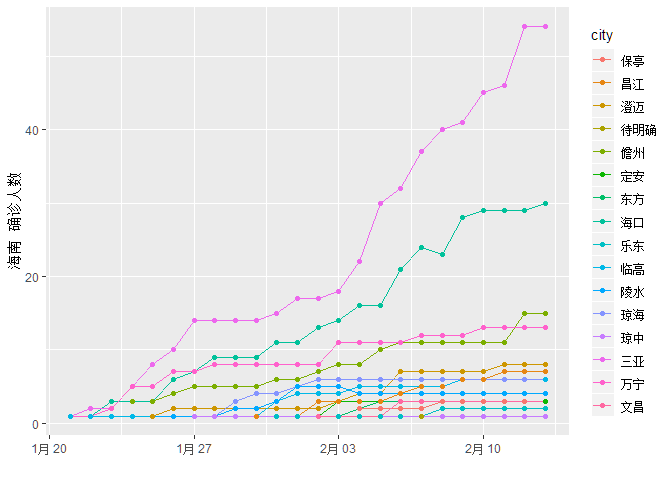 city
保亭
昌江
澄迈
待明确
儋州
定安
东方
海口
乐东
临高
陵水
琼海
琼中
三亚
万宁
文昌
海南 确诊人数
40
20
0
1月 20
1月 27
2月 03
2月 10